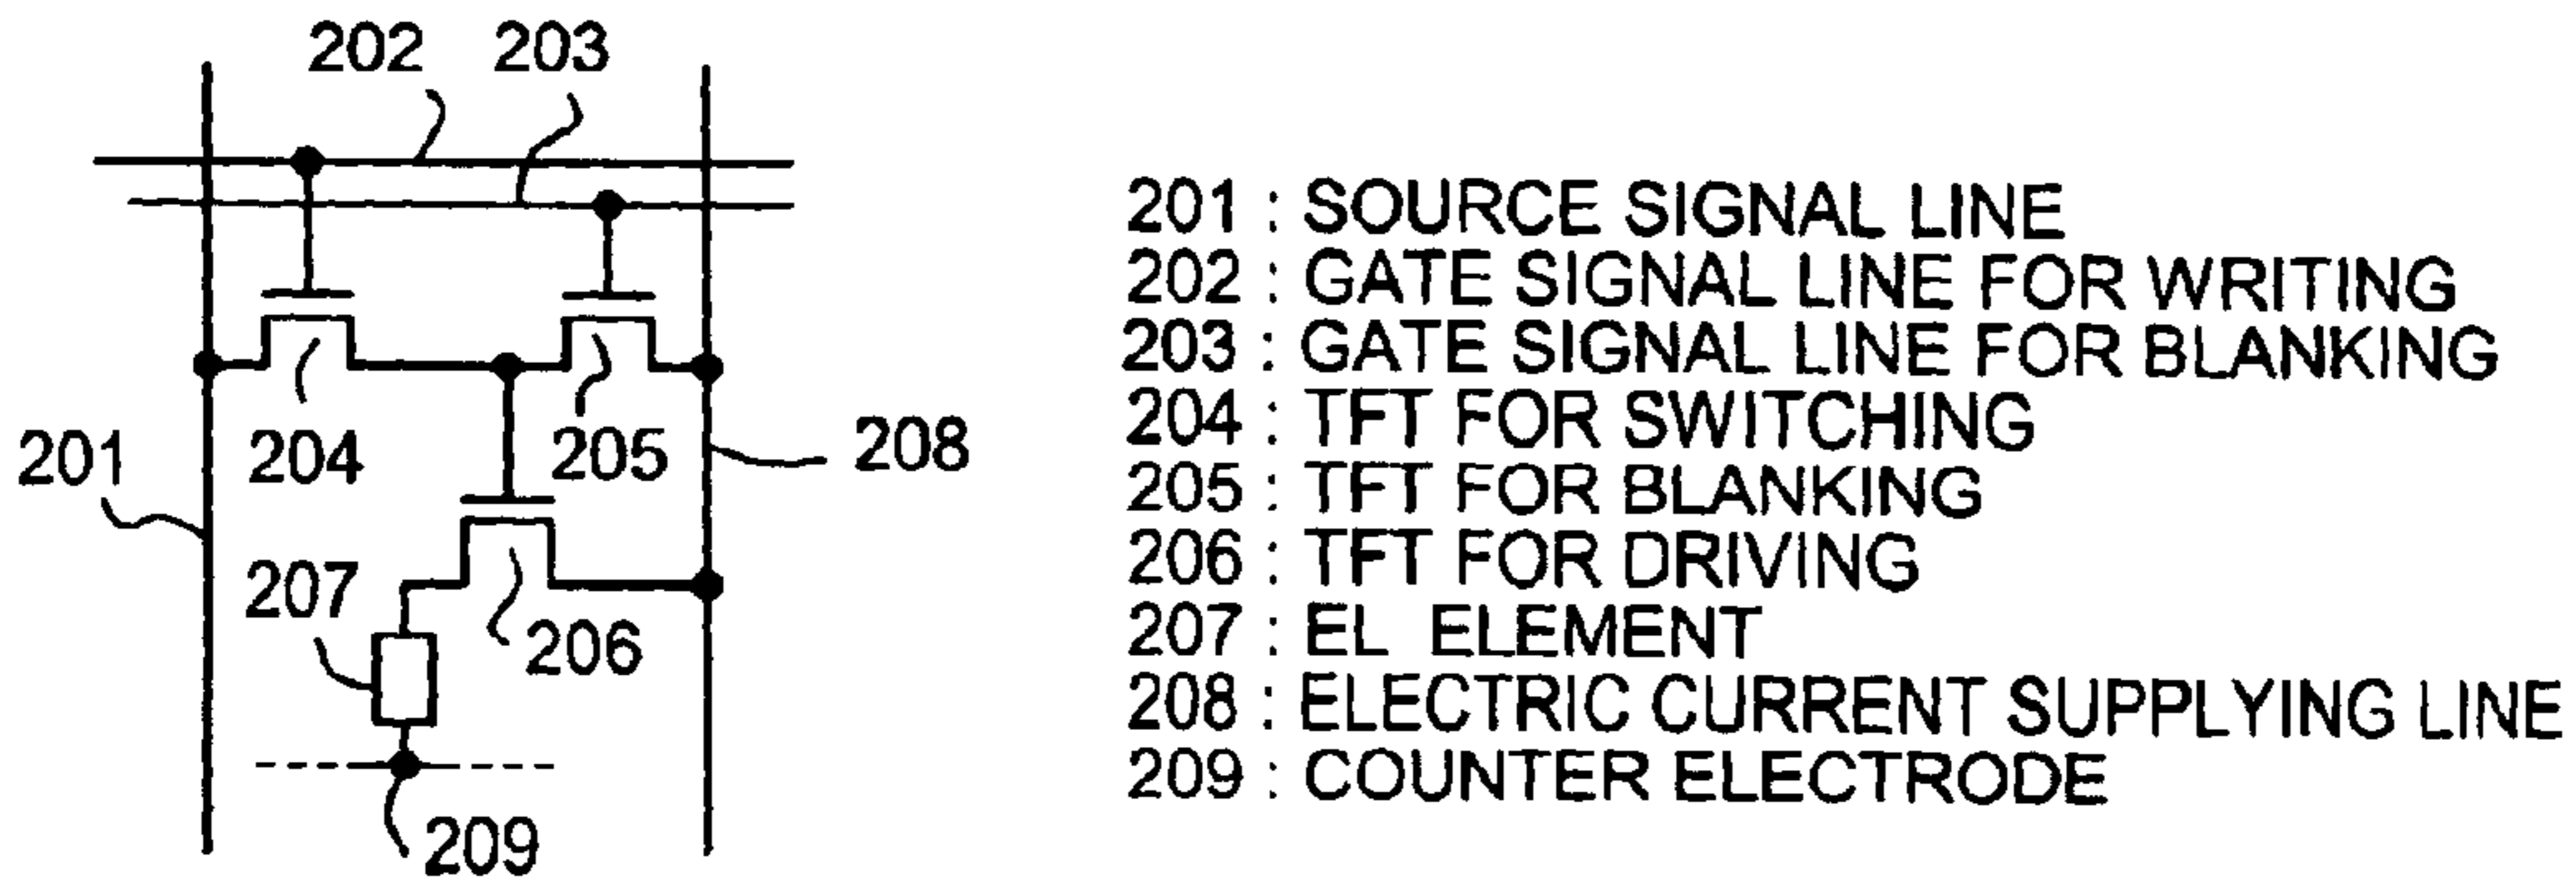 202 203
201 204 205 208
207 206
209
201 : SOURCE SIGNAL LINE
202 : GATE SIGNAL LINE FOR WRITING
203 : GATE SIGNAL LINE FOR BLANKING
204 : TFT FOR SWITCHING
205 : TFT FOR BLANKING
206 : TFT FOR DRIVING
207 : EL ELEMENT
208 : ELECTRIC CURRENT SUPPLYING LINE
209 : COUNTER ELECTRODE